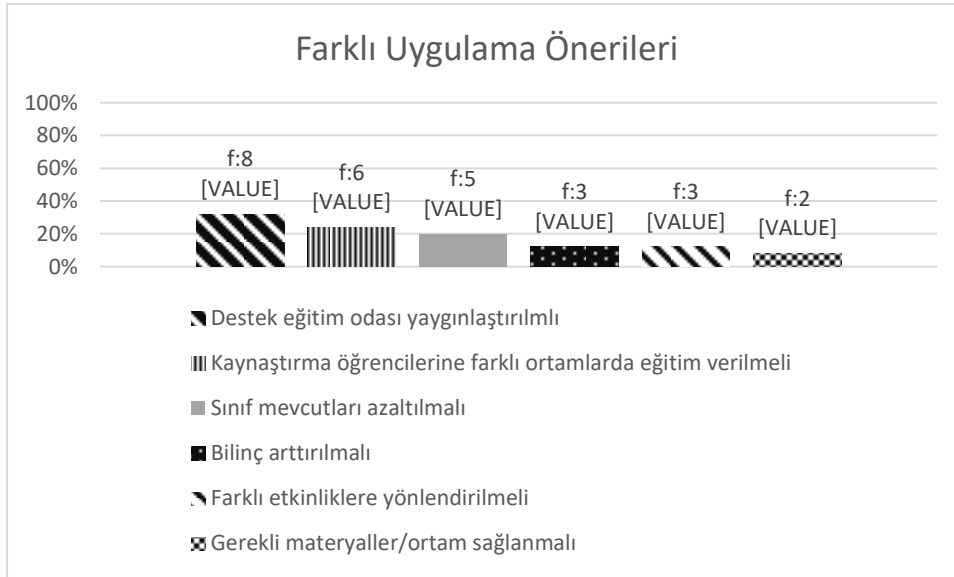 Farklı Uygulama Önerileri
100%
80%
60%
40%
20%
0%
f:8
[VALUE]
f:6
[VALUE]
f:5
[VALUE]
f:3
[VALUE]
f:3
[VALUE]
f:2
[VALUE]
Destek eğitim odası yaygınlaştırılmlı
Kaynaştırma öğrencilerine farklı ortamlarda eğitim verilmeli
Sınıf mevcutları azaltılmalı
Bilinç arttırılmalı
Farklı etkinliklere yönlendirilmeli
Gerekli materyaller/ortam sağlanmalı